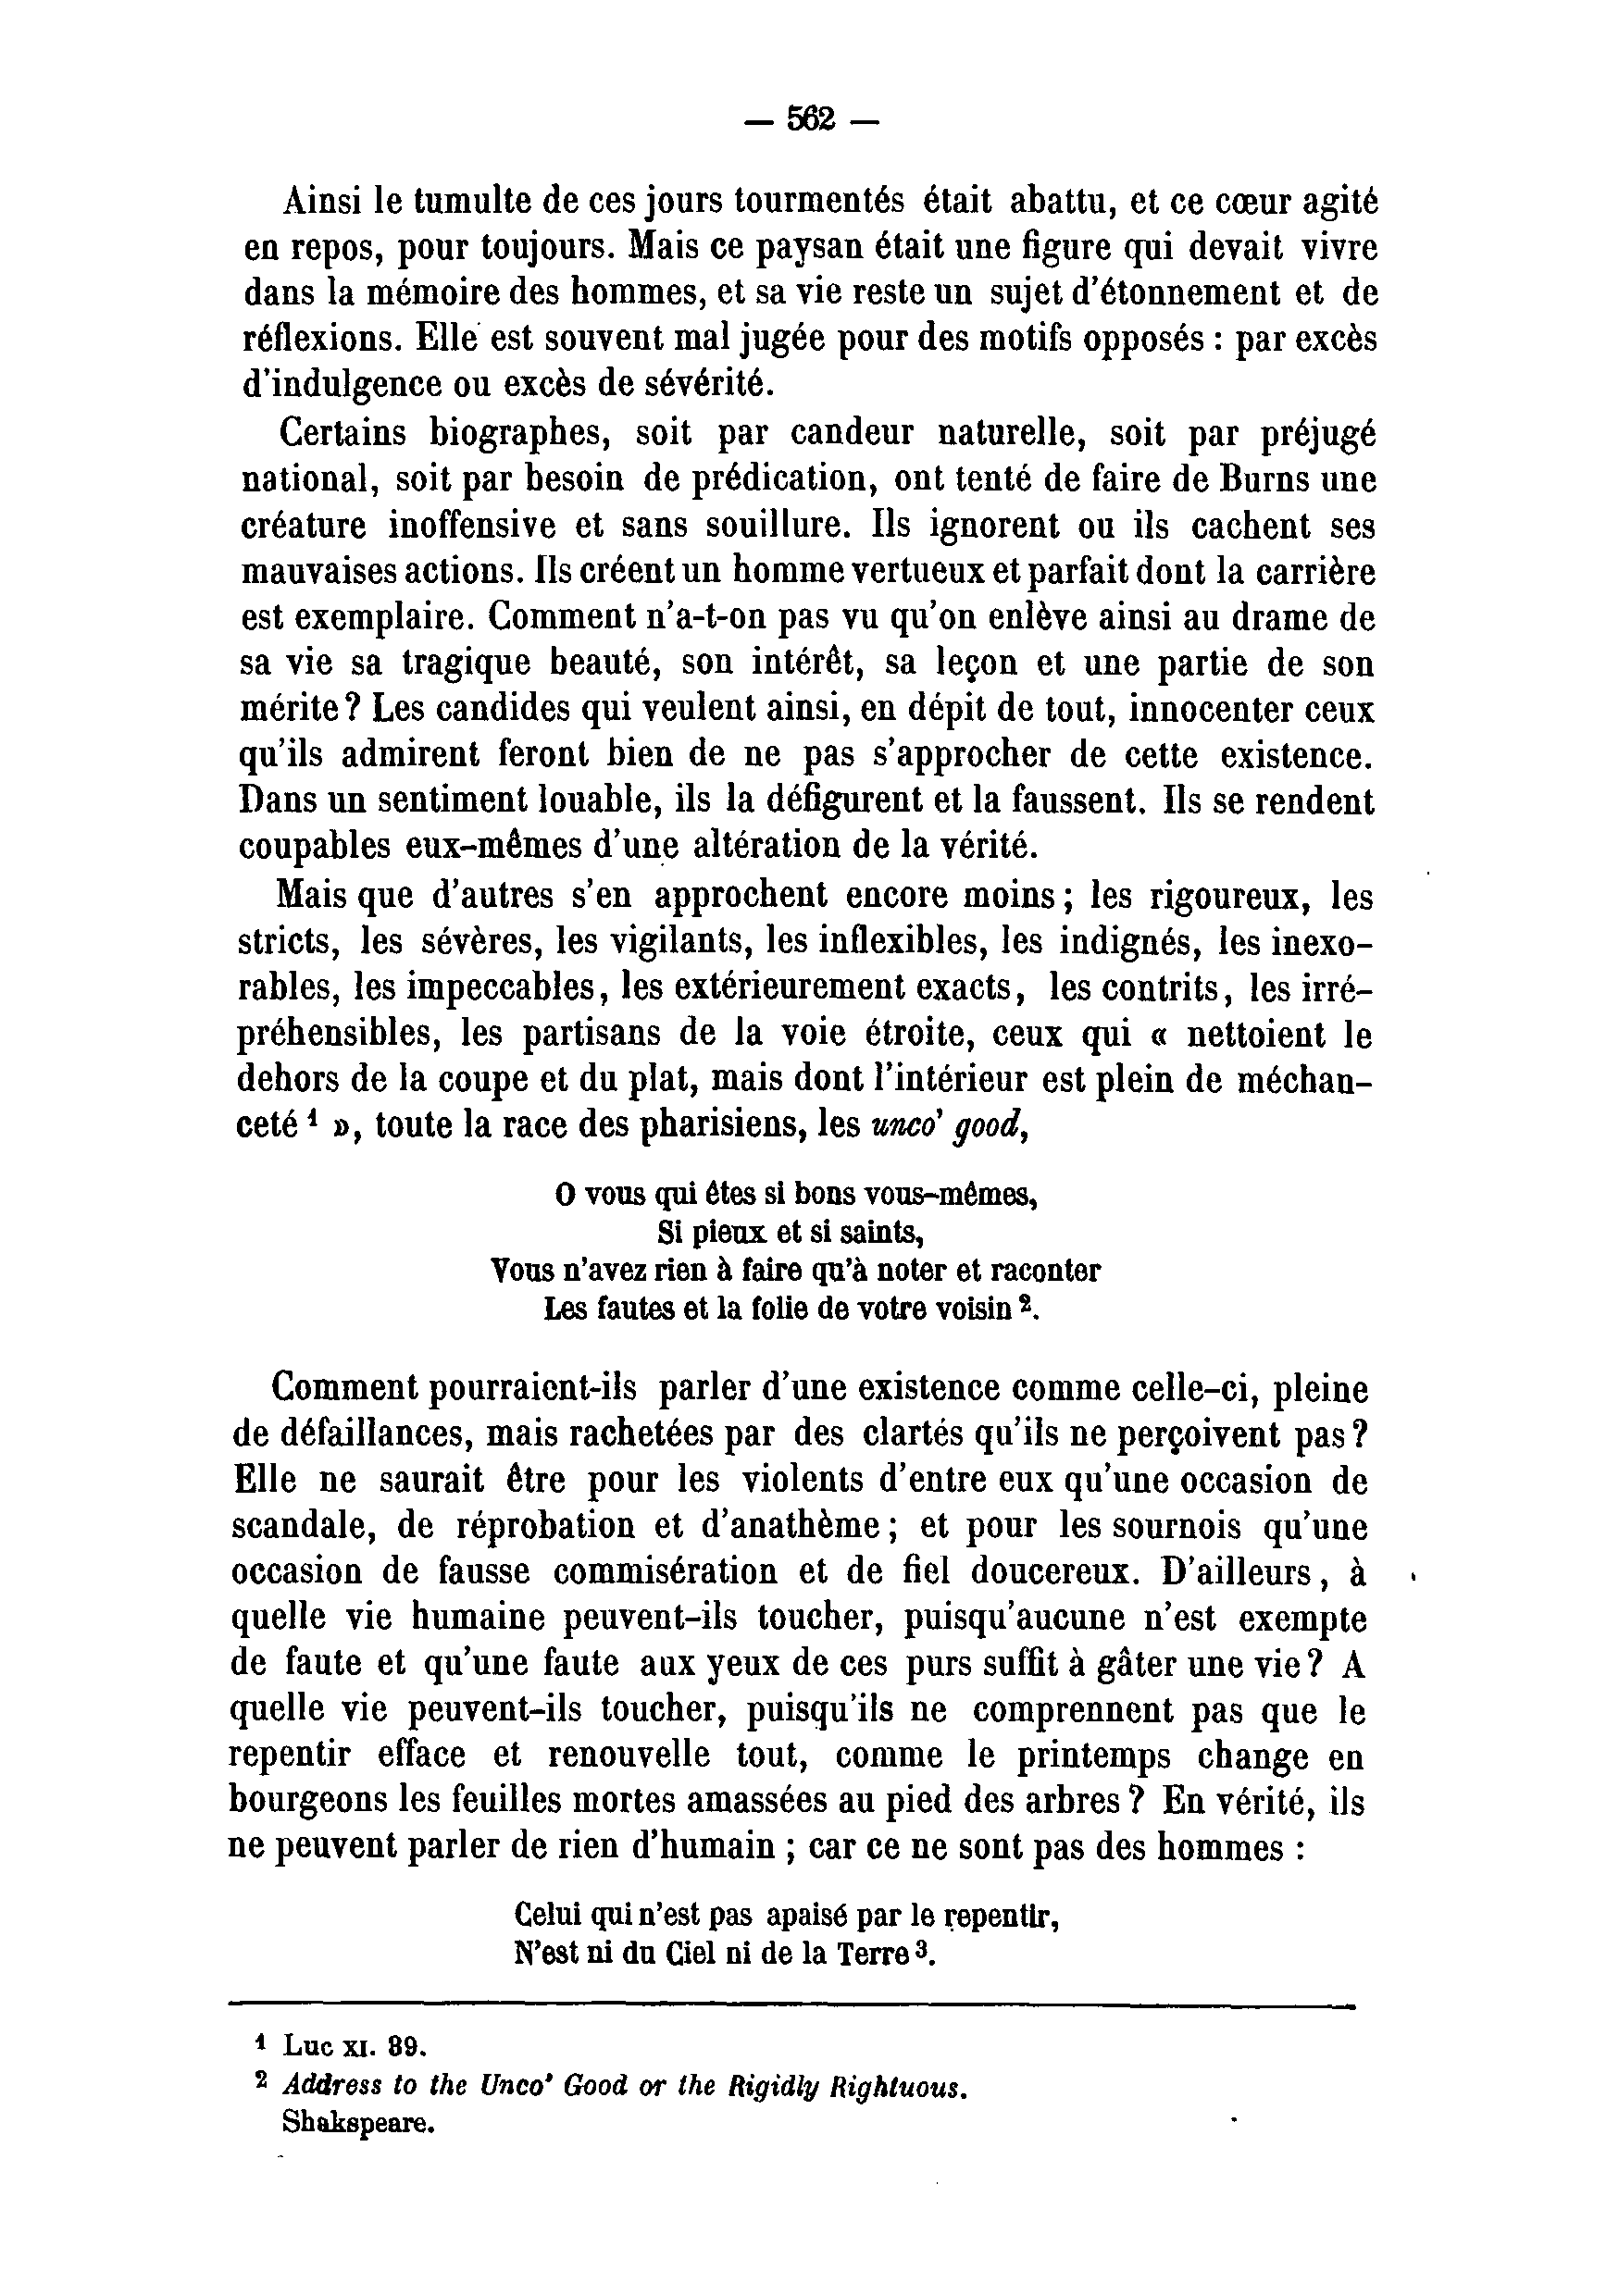 — 562 —
Ainsi le tumulte de ces jours tourmentés était abattu, et ce cœur agité
en repos, pour toujours. Mais ce paysan était une figure qui devait vivre
dans la mémoire des hommes, et sa vie reste un sujet d'étonnement et de
réflexions. Elle est souvent mal jugée pour des motifs opposés : par excès
d'indulgence ou excès de sévérité.
Certains biographes, soit par candeur naturelle, soit par préjugé
national, soit par besoin de prédication, ont tenté de faire de Burns une
créature inoffensive et sans souillure. Ils ignorent ou ils cachent ses
mauvaises actions. Ils créent un homme vertueux et parfait dont la carrière
est exemplaire. Comment n'a-t-on pas vu qu'on enlève ainsi au drame de
sa vie sa tragique beauté, son intérêt, sa leçon et une partie de son
mérite ? Les candides qui veulent ainsi, en dépit de tout, innocenter ceux
qu'ils admirent feront bien de ne pas s'approcher de cette existence.
Dans un sentiment louable, ils la défigurent et la faussent. Ils se rendent
coupables eux-mêmes d'une altération de la vérité.
Mais que d'autres s'en approchent encore moins ; les rigoureux, les
stricts, les sévères, les vigilants, les inflexibles, les indignés, les inexo-
rables, les impeccables, les extérieurement exacts, les contrits, les irré-
préhensibles, les partisans de la voie étroite, ceux qui « nettoient le
dehors de la coupe et du plat, mais dont l'intérieur est plein de méchan-
ceté ¹ », toute la race des pharisiens, les unco' good,
O vous qui êtes si bons vous-mêmes,
Si pieux et si saints,
Vous n'avez rien à faire qu'à noter et raconter
Les fautes et la folie de votre voisin ².
Comment pourraient-ils parler d'une existence comme celle-ci, pleine
de défaillances, mais rachetées par des clartés qu'ils ne perçoivent pas ?
Elle ne saurait être pour les violents d'entre eux qu'une occasion de
scandale, de réprobation et d'anathème ; et pour les sournois qu'une
occasion de fausse commisération et de fiel doucereux. D'ailleurs, à
quelle vie humaine peuvent-ils toucher, puisqu'aucune n'est exempte
de faute et qu'une faute aux yeux de ces purs suffit à gâter une vie ? A
quelle vie peuvent-ils toucher, puisqu'ils ne comprennent pas que le
repentir efface et renouvelle tout, comme le printemps change en
bourgeons les feuilles mortes amassées au pied des arbres ? En vérité, ils
ne peuvent parler de rien d'humain ; car ce ne sont pas des hommes :
Celui qui n'est pas apaisé par le repentir,
N'est ni du Ciel ni de la Terre ³.
¹ Luc XI. 89.
² Address to the Unco' Good or the Rigidly Rightuous.
Shakspeare.